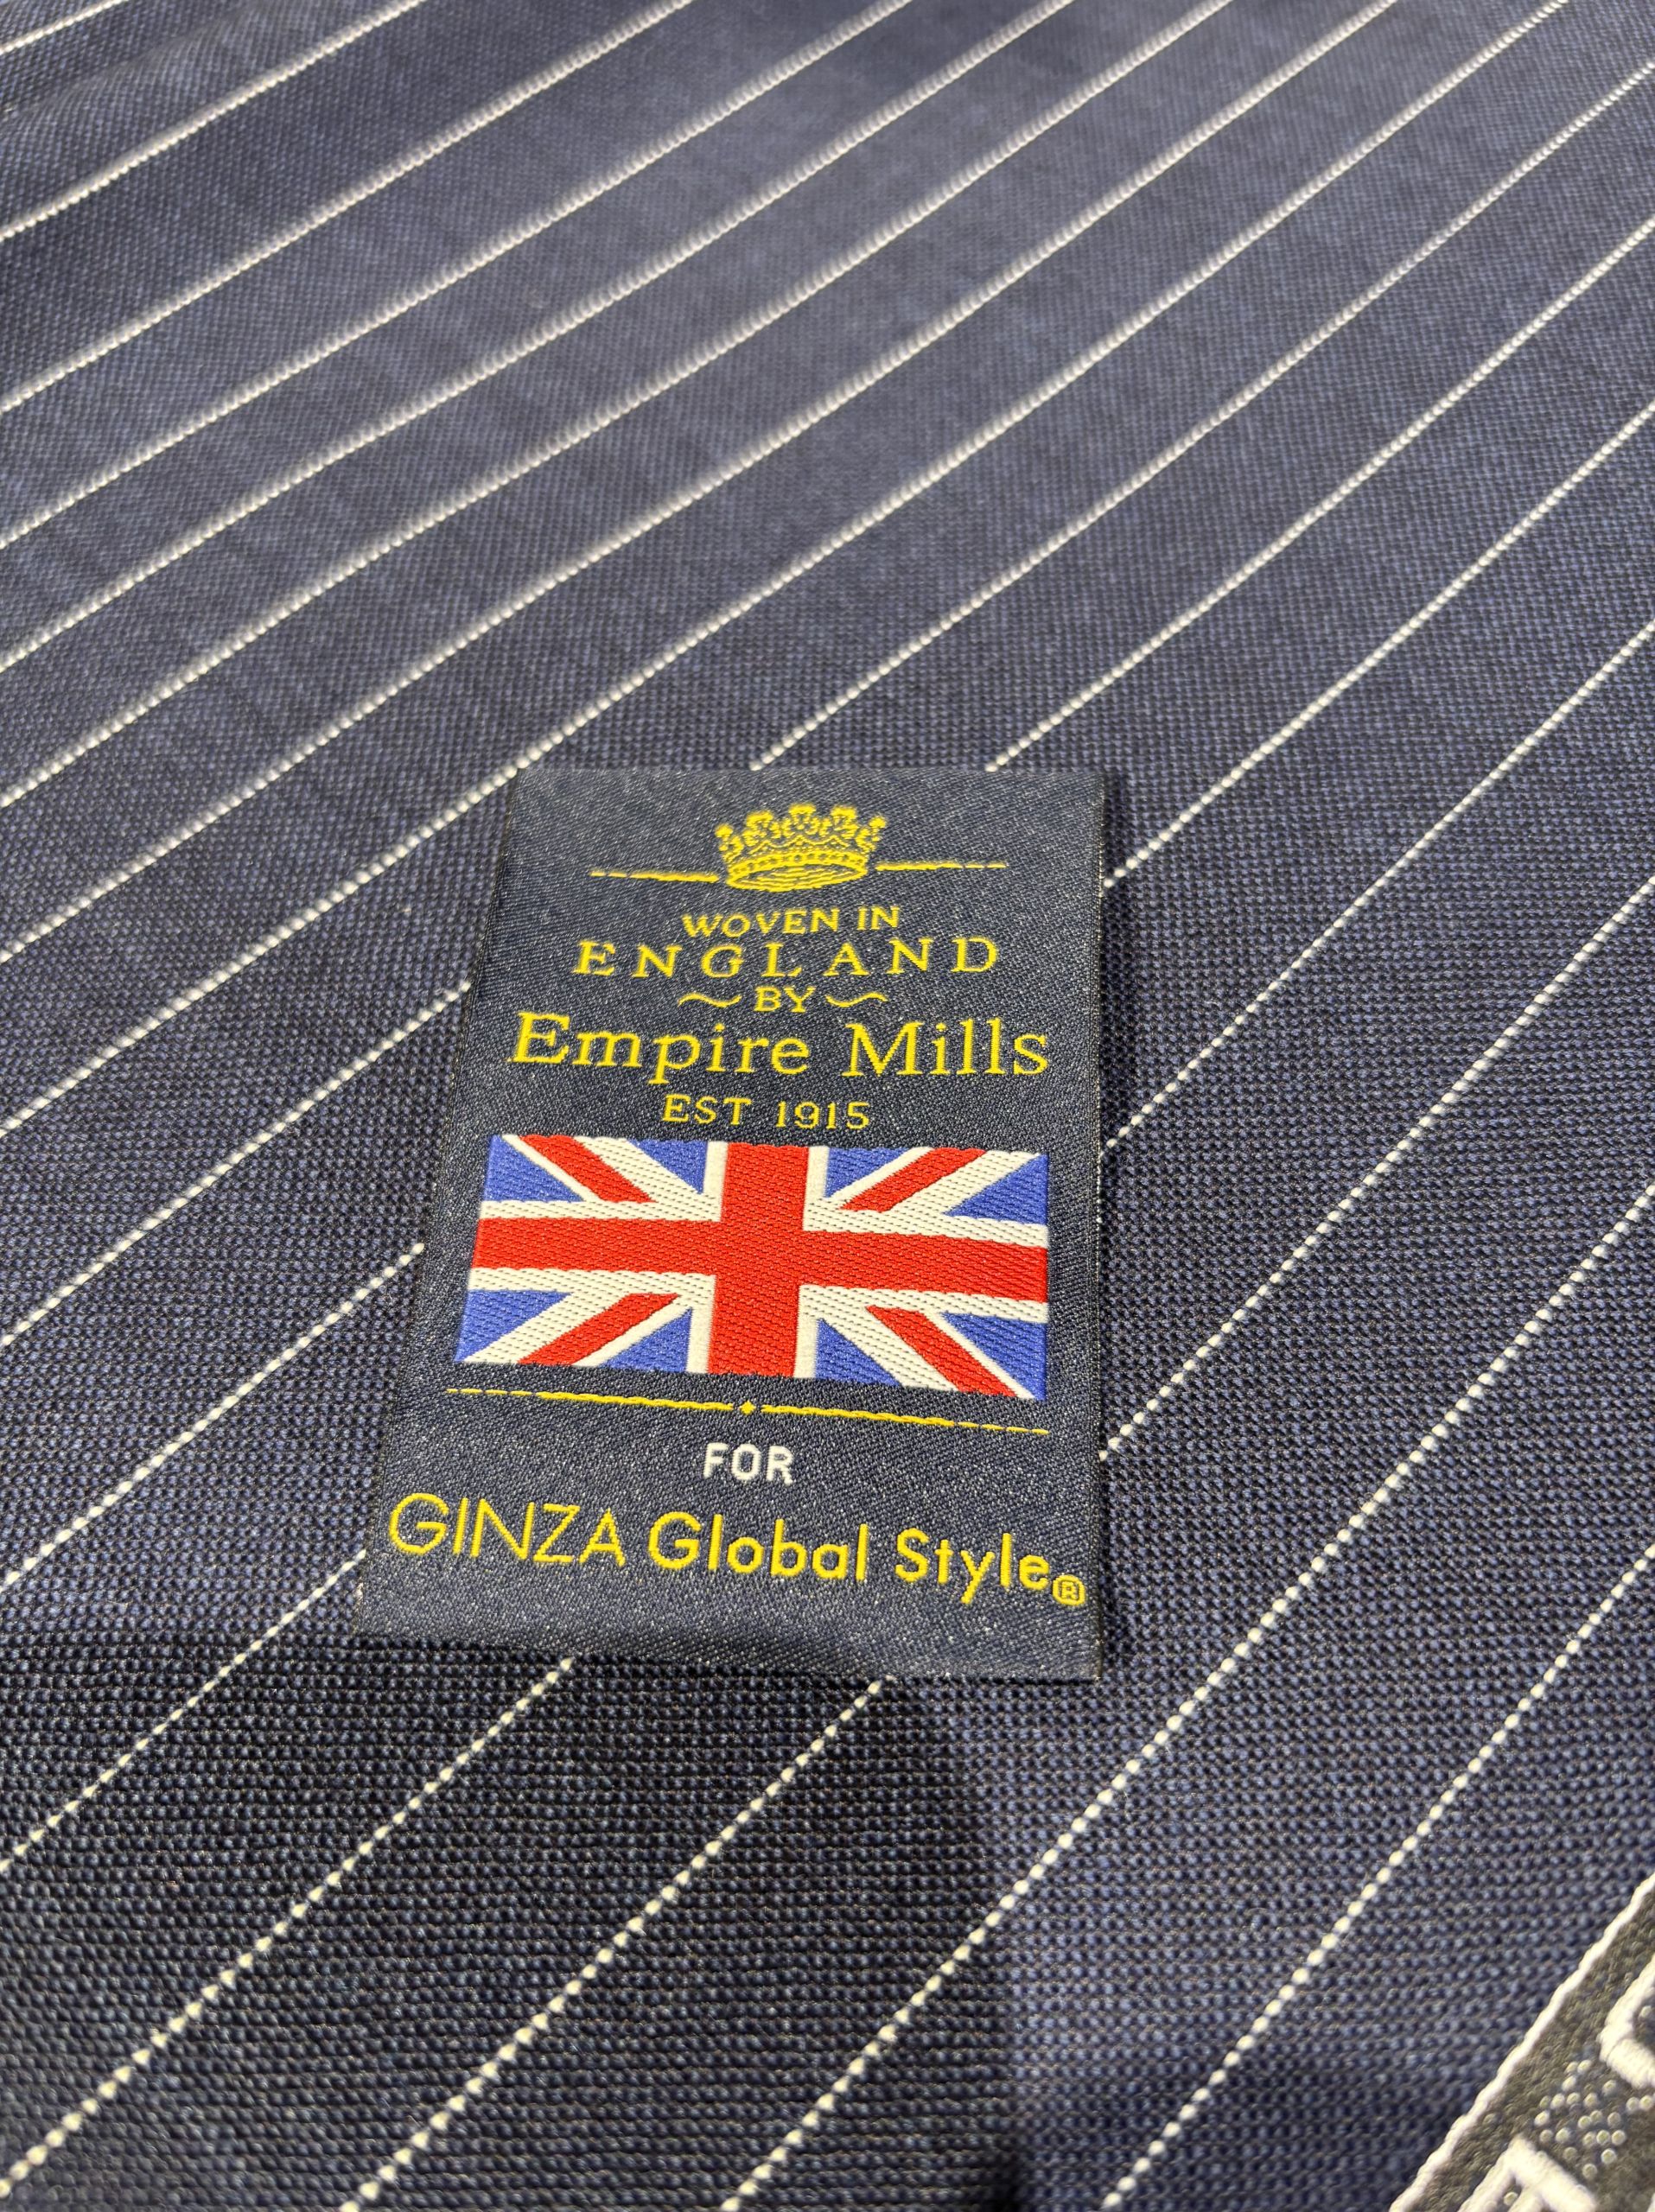 WOVEN IN
ENGLAND
BY
Empire Mills
EST 1915
FOR
GINZA Global Style®